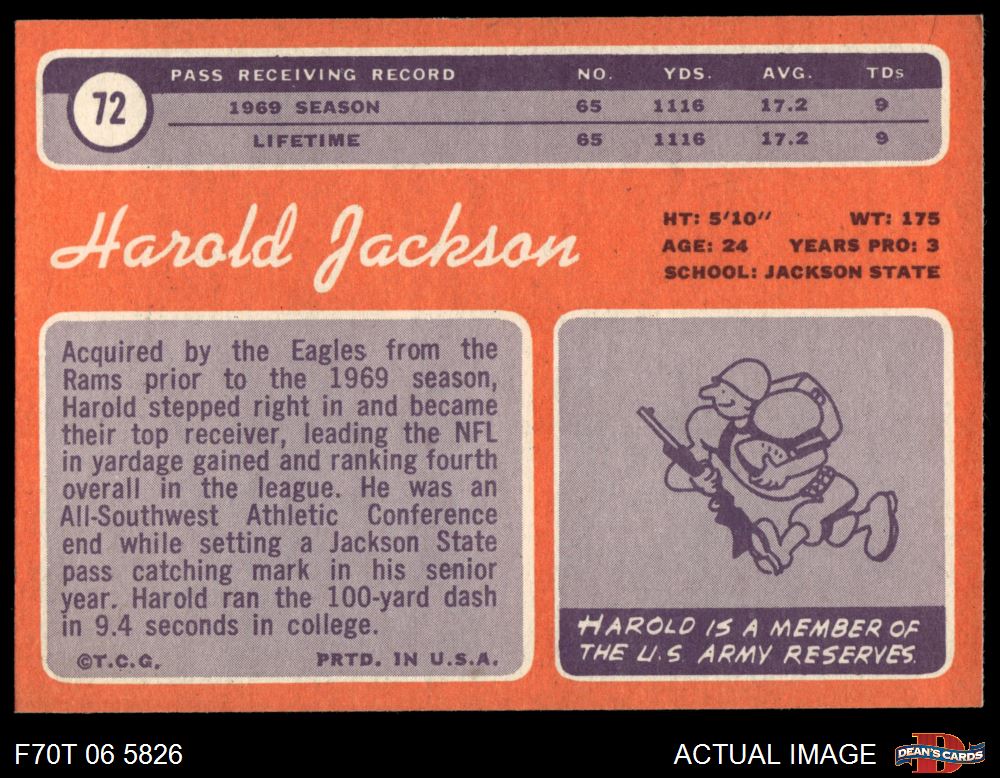 72
PASS RECEIVING RECORD NO. YDS. AVG. TDs
1969 SEASON 65 1116 17.2 9
LIFETIME 65 1116 17.2 9
Harold Jackson
HT: 5'10" WT: 175
AGE: 24 YEARS PRO: 3
SCHOOL: JACKSON STATE
Acquired by the Eagles from the
Rams prior to the 1969 season,
Harold stepped right in and became
their top receiver, leading the NFL
in yardage gained and ranking fourth
overall in the league. He was an
All-Southwest Athletic Conference
end while setting a Jackson State
pass catching mark in his senior
year. Harold ran the 100-yard dash
in 9.4 seconds in college.
©T.C.G. PRTD. IN U.S.A.
HAROLD IS A MEMBER OF
THE U.S. ARMY RESERVES.
F70T 06 5826 ACTUAL IMAGE
D
DEAN'S CARDS